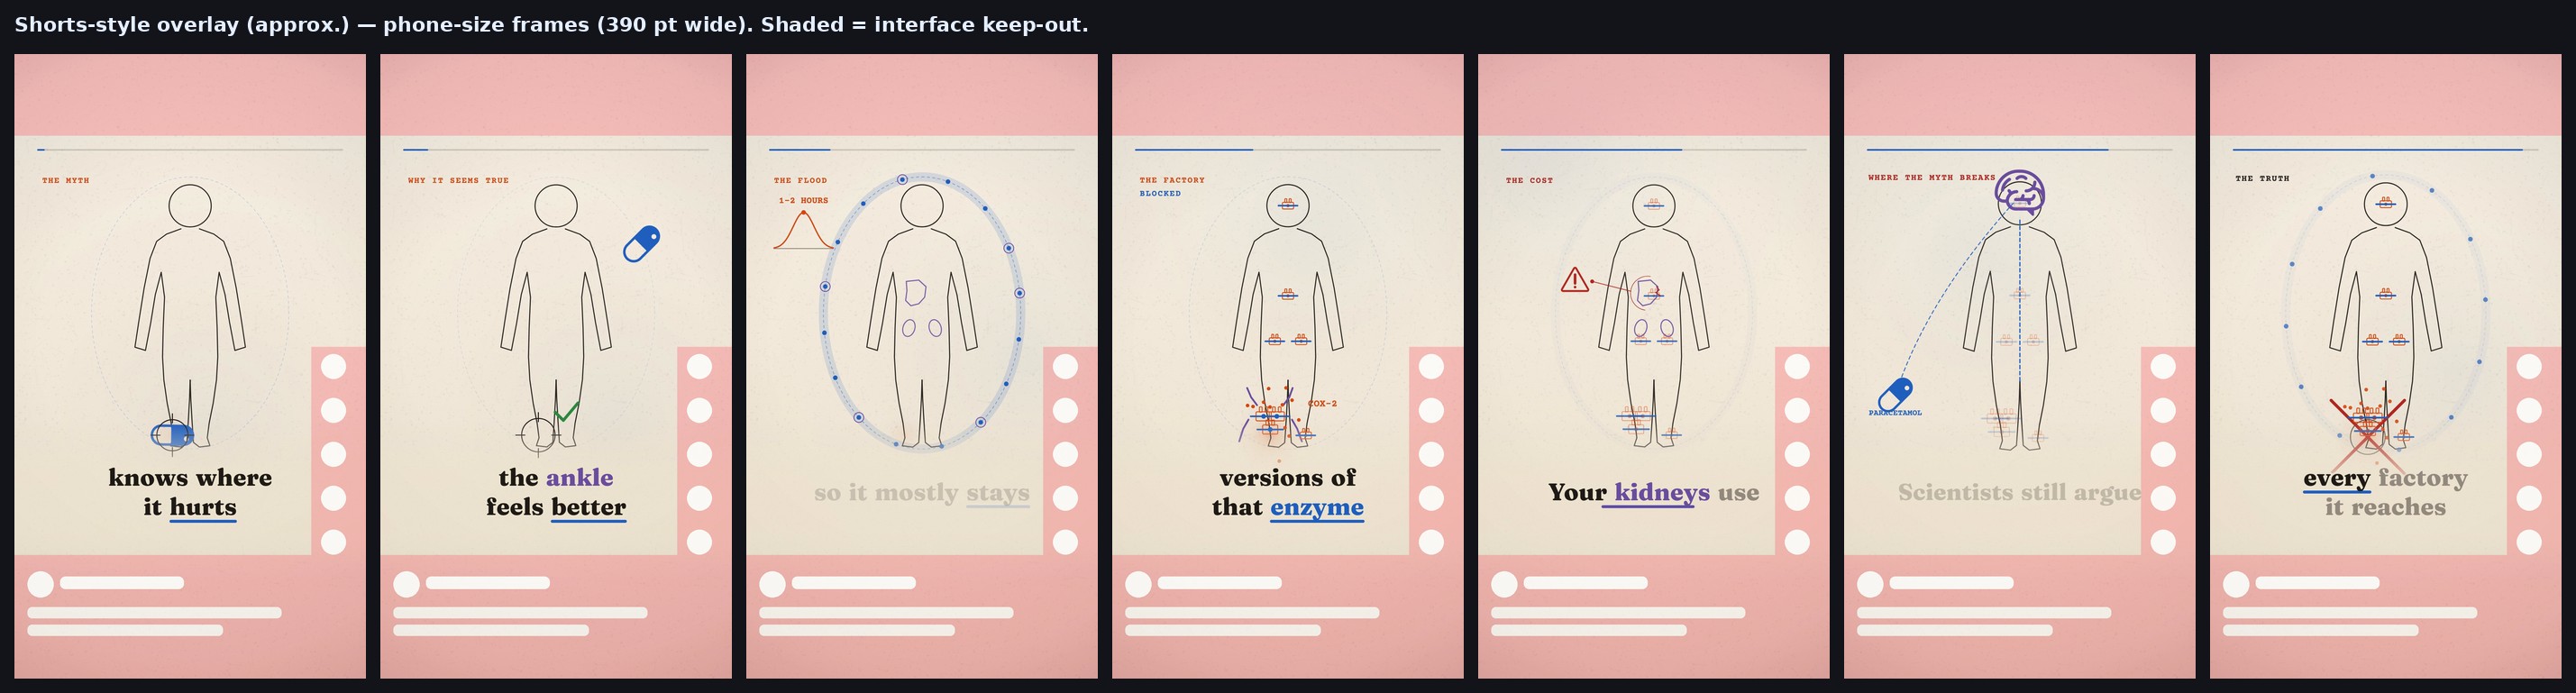 Shorts-style overlay (approx.) — phone-size frames (390 pt wide). Shaded = interface keep-out.
THE MYTH
knows where
it hurts
WHY IT SEEMS TRUE
the ankle
feels better
THE FLOOD
1-2 HOURS
so it mostly stays
THE FACTORY
BLOCKED
COX-2
versions of
that enzyme
THE COST
Your kidneys use
WHERE THE MYTH BREAKS
PARACETAMOL
Scientists still argue
THE TRUTH
every factory
it reaches